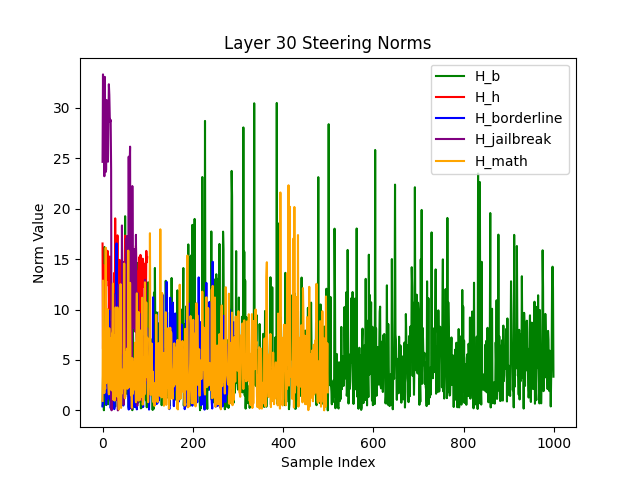 Layer 30 Steering Norms
Norm Value
30
25
20
15
10
5
0
0
200
400
600
800
1000
Sample Index
H_b
H_h
H_borderline
H_jailbreak
H_math